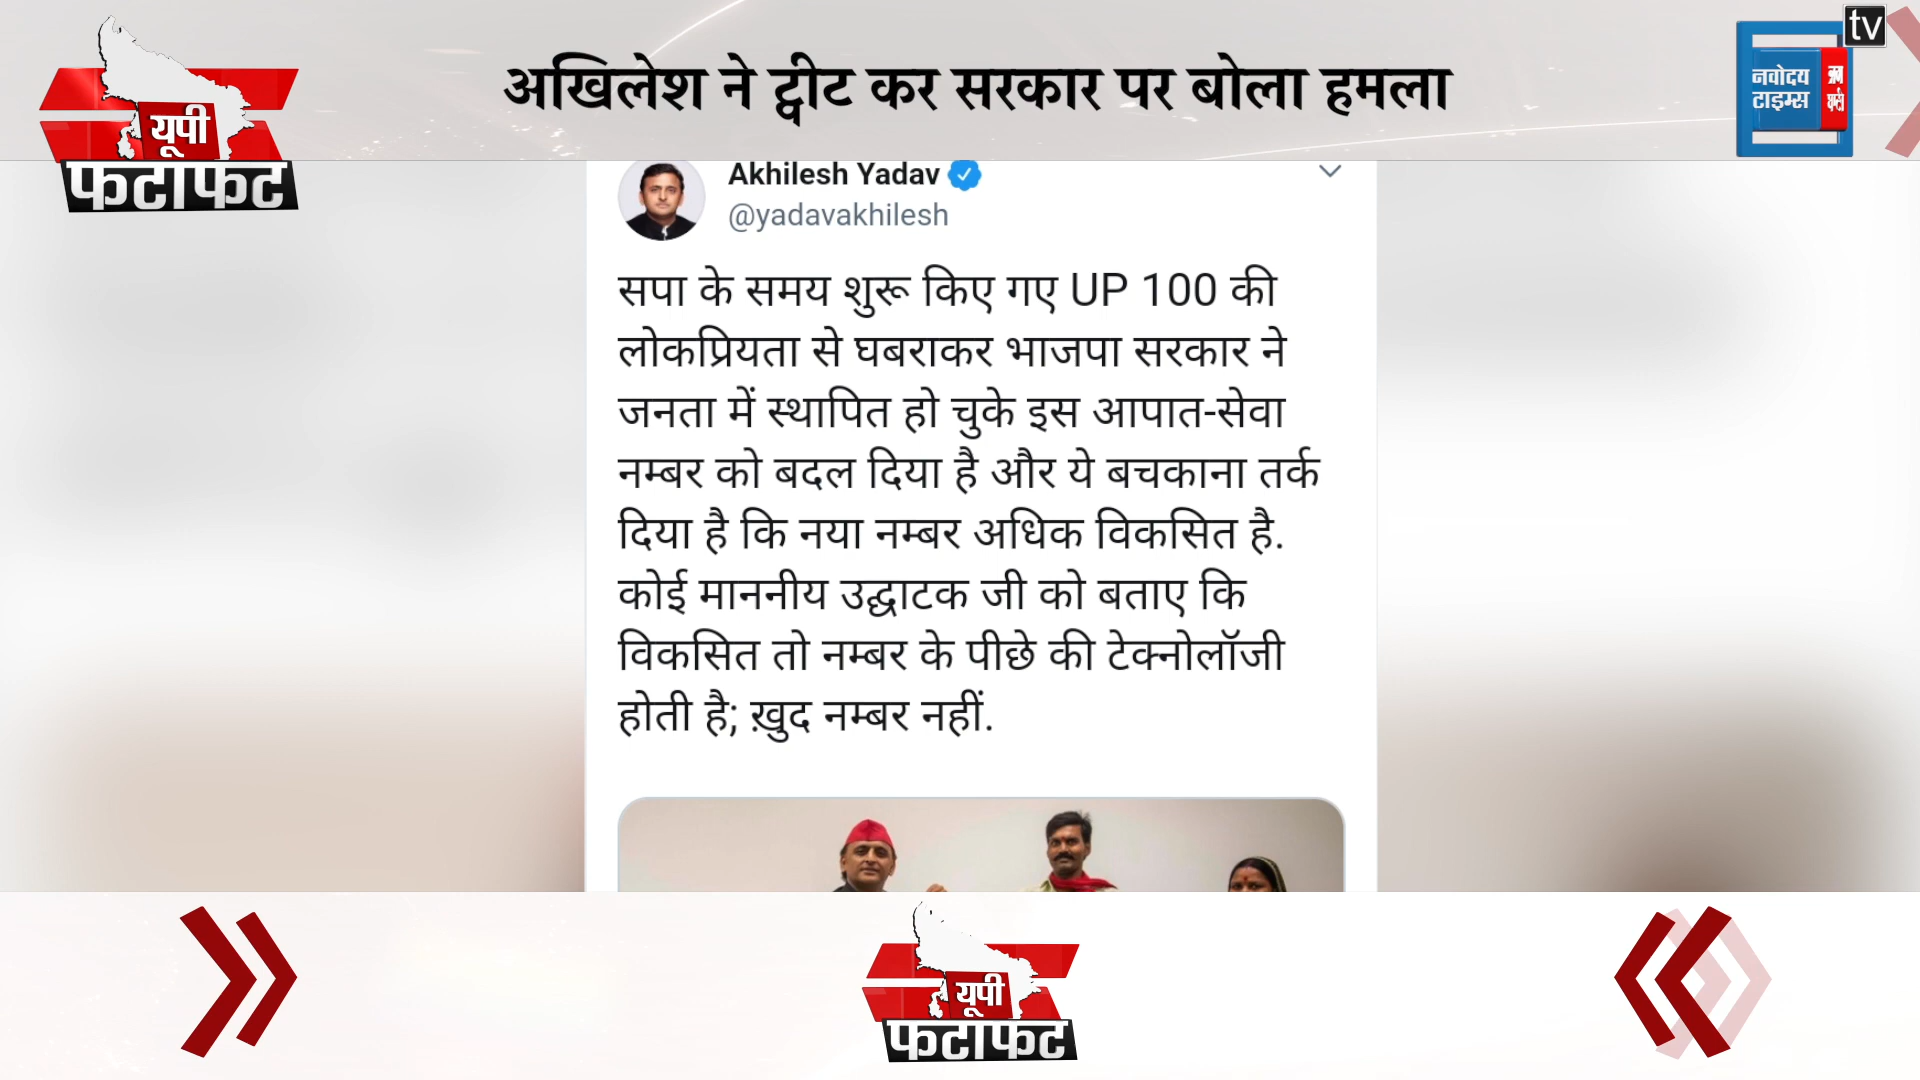 tv
अखिलेश ने ट्वीट कर सरकार पर बोला हमला
नवोदय
टाइम्स
यूपी
फटाफट
Akhilesh Yadav
@yadavakhilesh
सपा के समय शुरू किए गए UP 100 की
लोकप्रियता से घबराकर भाजपा सरकार ने
जनता में स्थापित हो चुके इस आपात-सेवा
नम्बर को बदल दिया है और ये बचकाना तर्क
दिया है कि नया नम्बर अधिक विकसित है.
कोई माननीय उद्घाटक जी को बताए कि
विकसित तो नम्बर के पीछे की टेक्नोलॉजी
होती है; ख़ुद नम्बर नहीं.
यूपी
फटाफट